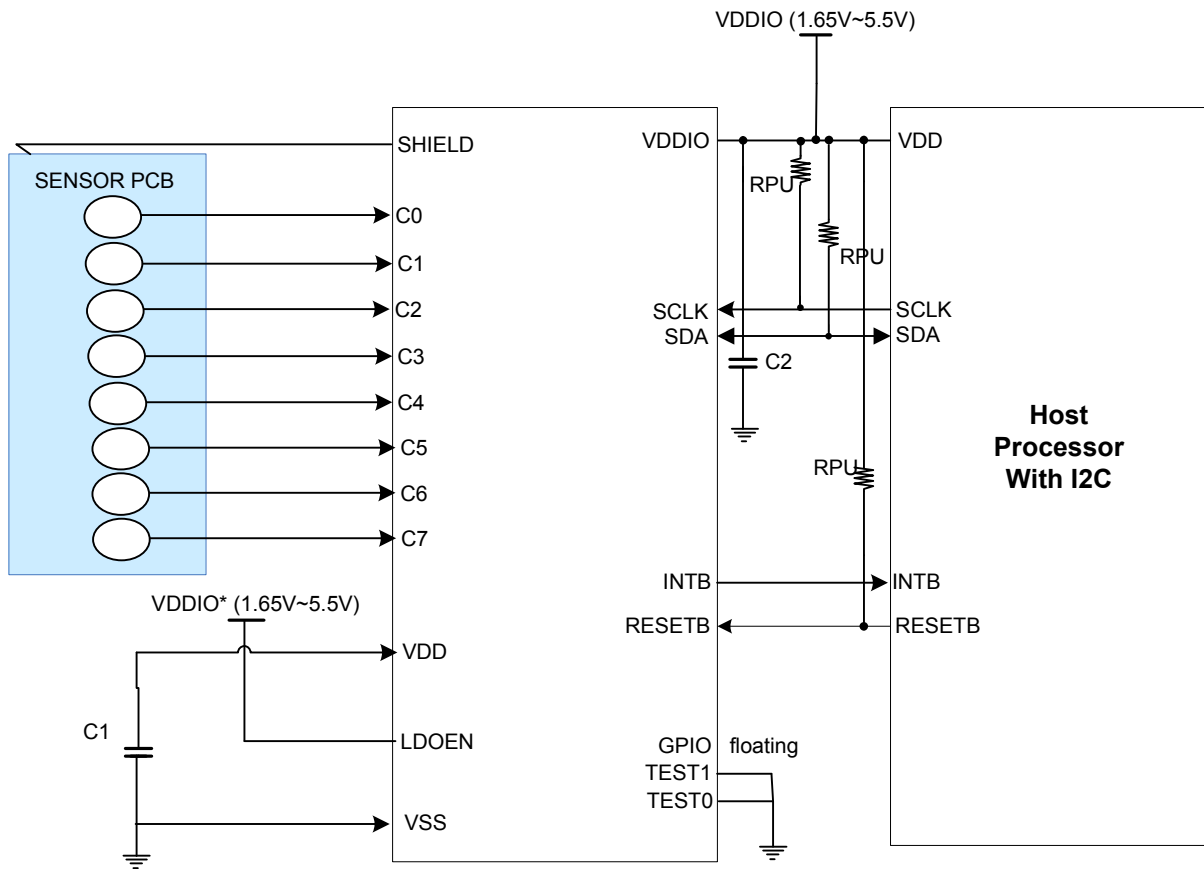 VDDIO (1.65V~5.5V)
SHIELD
VDDIO
VDD
SENSOR PCB
RPU
C0
RPU
C1
C2
SCLK
SCLK
SDA
SDA
C3
C2
C4
Host
Processor
With I2C
C5
RPU
C6
C7
INTB
INTB
VDDIO* (1.65V~5.5V)
RESETB
RESETB
VDD
C1
LDOEN
GPIO floating
TEST1
TEST0
VSS